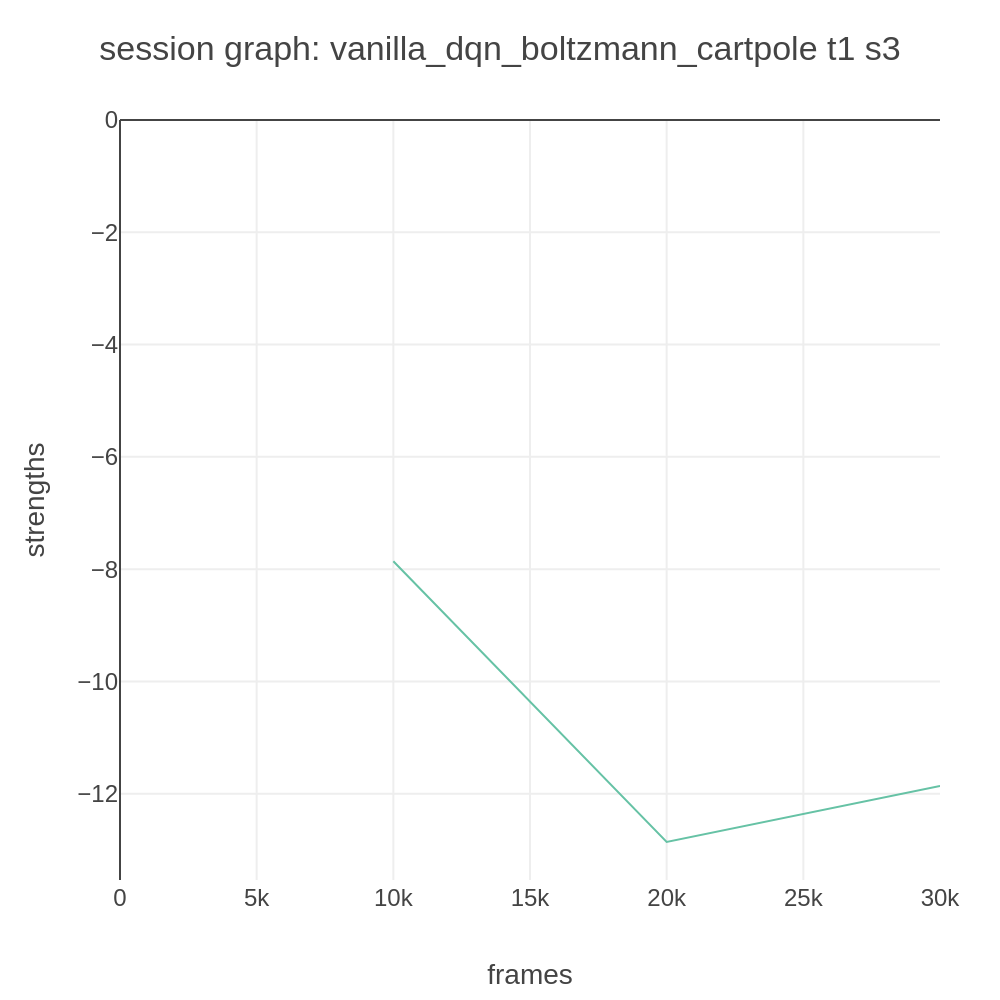 session graph: vanilla_dqn_boltzmann_cartpole t1 s3
0
−2
−4
−6
−8
−10
−12
strengths
0 5k 10k 15k 20k 25k 30k
frames